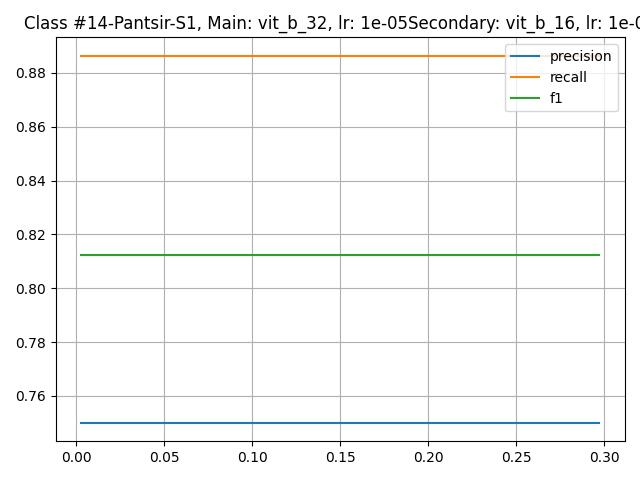 Class #14-Pantsir-S1, Main: vit_b_32, lr: 1e-05Secondary: vit_b_16, lr: 1e-0
precision
recall
f1
0.88
0.86
0.84
0.82
0.80
0.78
0.76
0.00 0.05 0.10 0.15 0.20 0.25 0.30